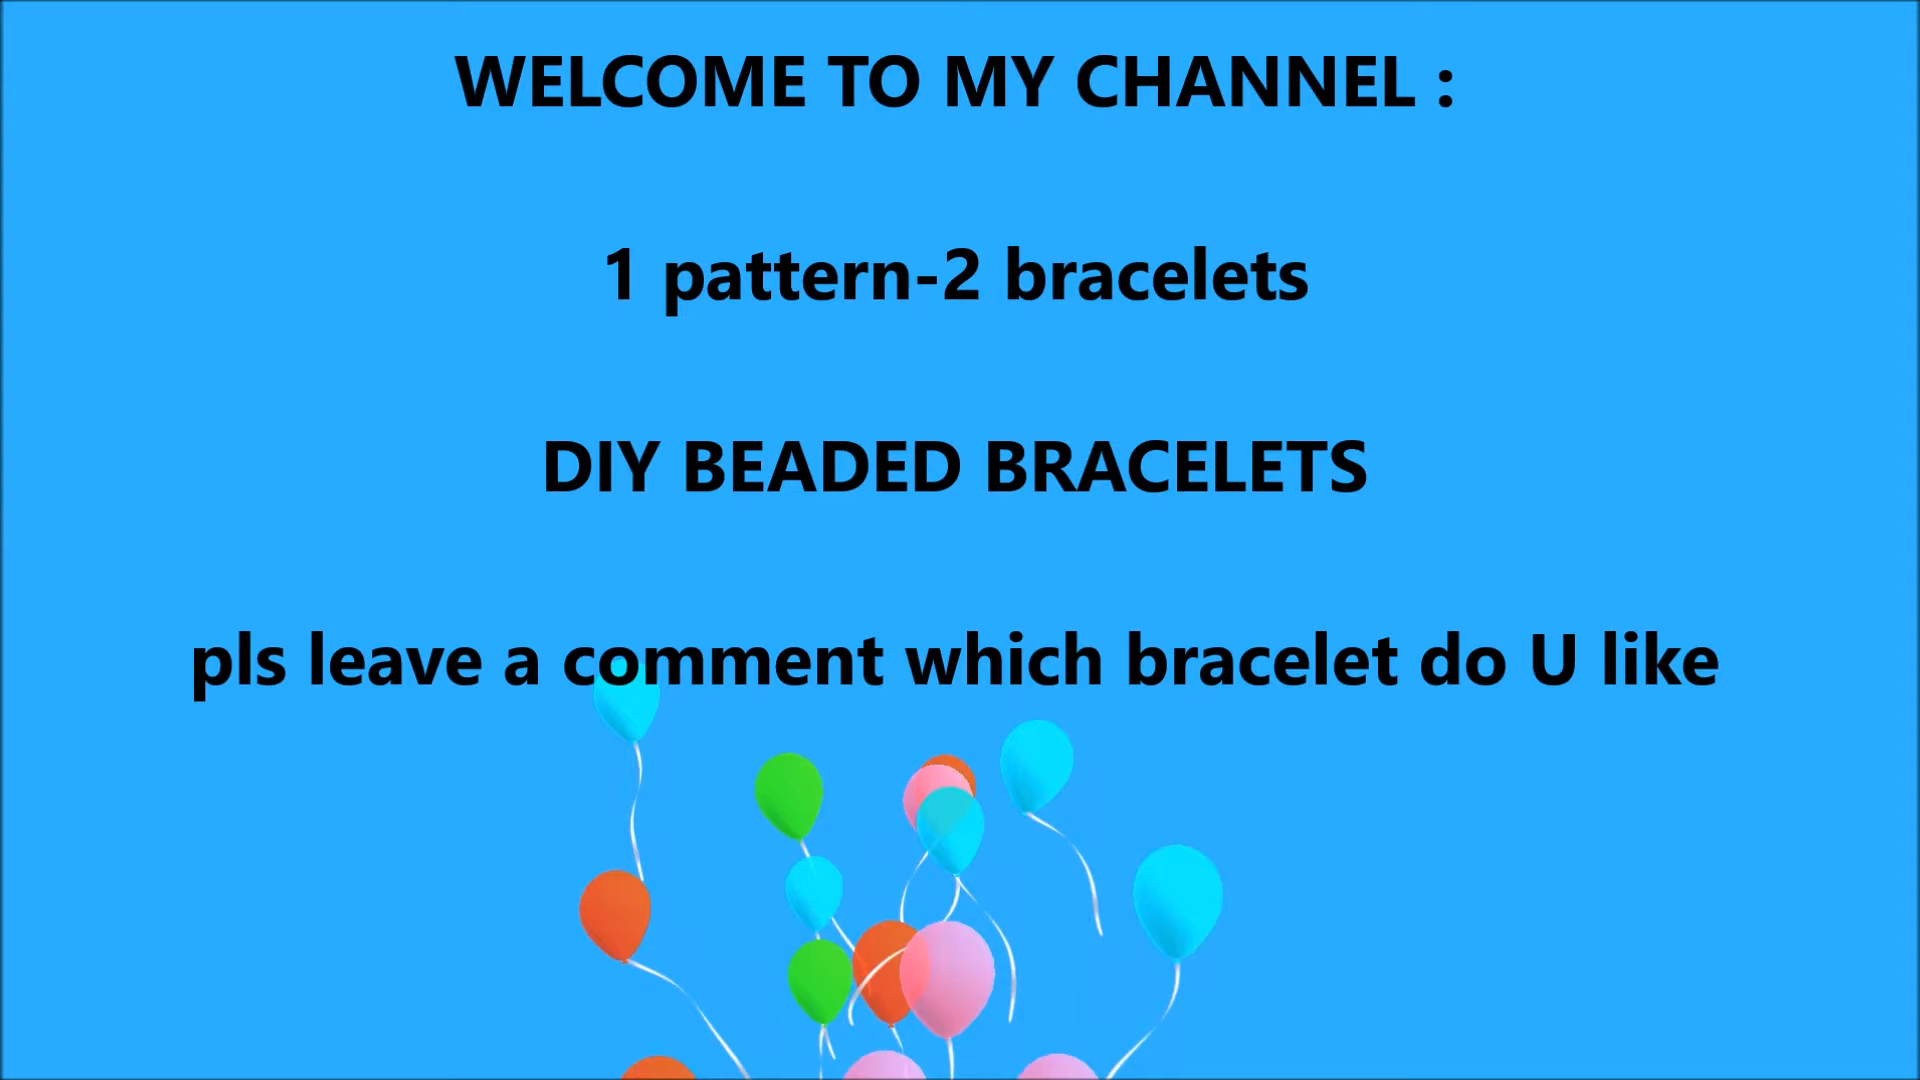 WELCOME TO MY CHANNEL :
1 pattern-2 bracelets
DIY BEADED BRACELETS
pls leave a comment which bracelet do U like